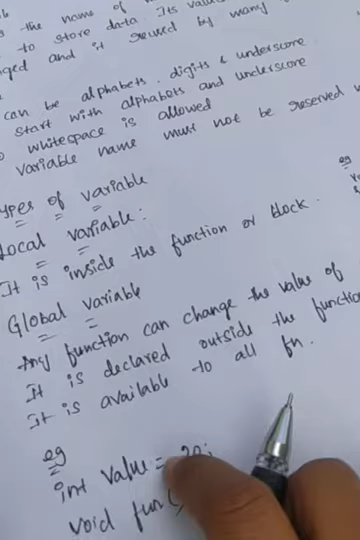 is the name of
to store data. Its value
and it reused by many
can be alphabets, digits & underscore
start with alphabets and underscore
whitespace is allowed
variable name must not be reserved
Types of variable
Local variable:
It is inside the function or block.
eg
Global variable
Any function can change the value of
It is declared outside the function
It is available to all fn.
eg
int value = 20;
void fun(